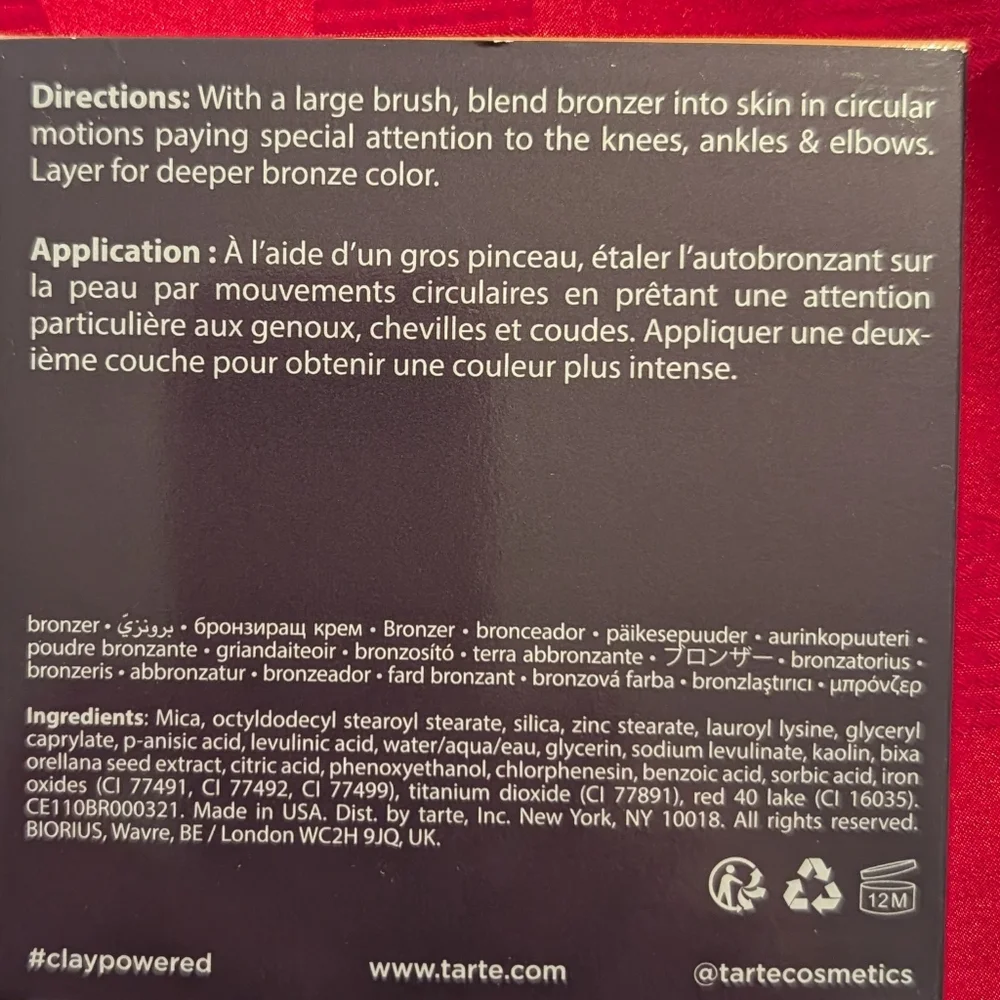 Directions: With a large brush, blend bronzer into skin in circular
motions paying special attention to the knees, ankles & elbows.
Layer for deeper bronze color.
Application : À l’aide d’un gros pinceau, étaler l’autobronzant sur
la peau par mouvements circulaires en prêtant une attention
particulière aux genoux, chevilles et coudes. Appliquer une deux-
ième couche pour obtenir une couleur plus intense.
bronzer • برونزيّ • бронзиращ крем • Bronzer • bronceador • päikesepuuder • aurinkopuuteri •
poudre bronzante • griandaiteoir • bronzosító • terra abbronzante • ブロンザー • bronzatorius •
bronzeris • abbronzatur • bronzeador • fard bronzant • bronzová farba • bronzlaştırıcı • μπρόνζερ
Ingredients: Mica, octyldodecyl stearoyl stearate, silica, zinc stearate, lauroyl lysine, glyceryl
caprylate, p-anisic acid, levulinic acid, water/aqua/eau, glycerin, sodium levulinate, kaolin, bixa
orellana seed extract, citric acid, phenoxyethanol, chlorphenesin, benzoic acid, sorbic acid, iron
oxides (CI 77491, CI 77492, CI 77499), titanium dioxide (CI 77891), red 40 lake (CI 16035).
CE110BR000321. Made in USA. Dist. by tarte, Inc. New York, NY 10018. All rights reserved.
BIORIUS, Wavre, BE / London WC2H 9JQ, UK.
12M
#claypowered
www.tarte.com
@tartecosmetics